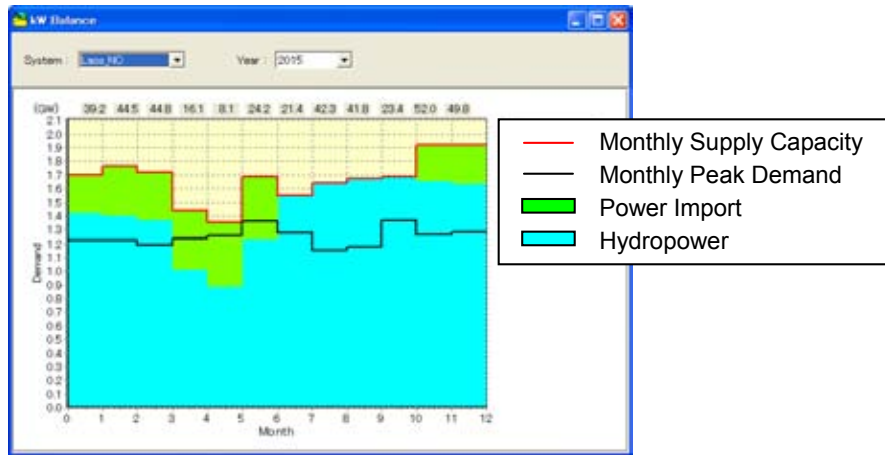 kW Balance
System : Laos_NO Year : 2015
(GW) 39.2 44.5 44.8 16.1 8.1 24.2 21.4 42.3 41.8 23.4 52.0 49.8
2.1
2.0
1.9
1.8
1.7
1.6
1.5
1.4
1.3
1.2
1.1
1.0
0.9
0.8
0.7
0.6
0.5
0.4
0.3
0.2
0.1
0.0
Demand
0 1 2 3 4 5 6 7 8 9 10 11 12
Month
Monthly Supply Capacity
Monthly Peak Demand
Power Import
Hydropower